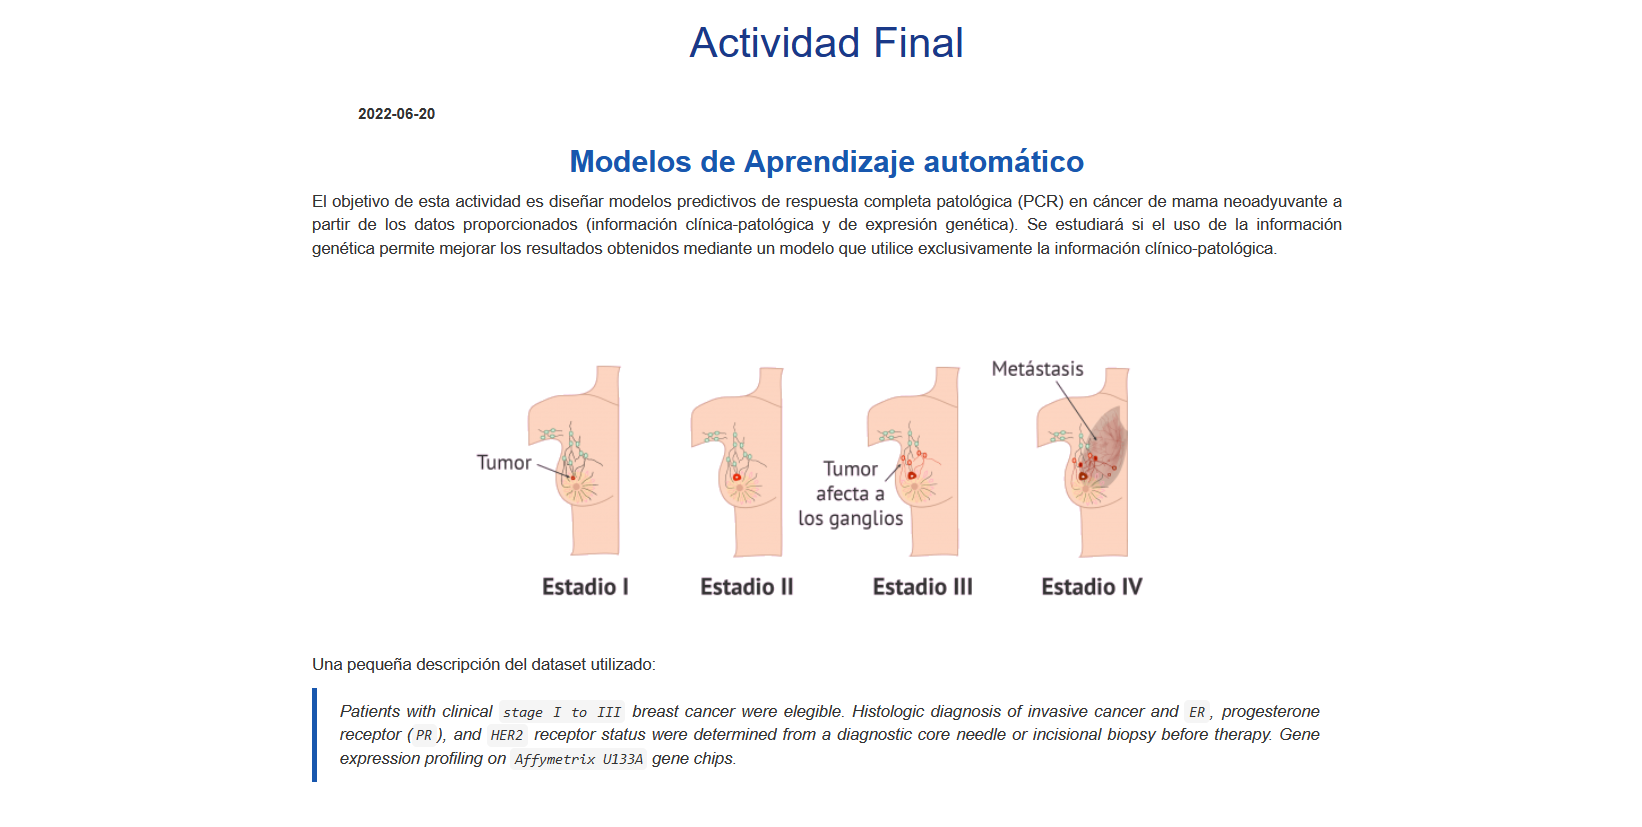 Actividad Final
2022-06-20
Modelos de Aprendizaje automático
El objetivo de esta actividad es diseñar modelos predictivos de respuesta completa patológica (PCR) en cáncer de mama neoadyuvante a
partir de los datos proporcionados (información clínica-patológica y de expresión genética). Se estudiará si el uso de la información
genética permite mejorar los resultados obtenidos mediante un modelo que utilice exclusivamente la información clínico-patológica.
Metástasis
Tumor
Tumor
afecta a
los ganglios
Estadio I
Estadio II
Estadio III
Estadio IV
Una pequeña descripción del dataset utilizado:
Patients with clinical stage I to III breast cancer were elegible. Histologic diagnosis of invasive cancer and ER, progesterone
receptor (PR), and HER2 receptor status were determined from a diagnostic core needle or incisional biopsy before therapy. Gene
expression profiling on Affymetrix U133A gene chips.